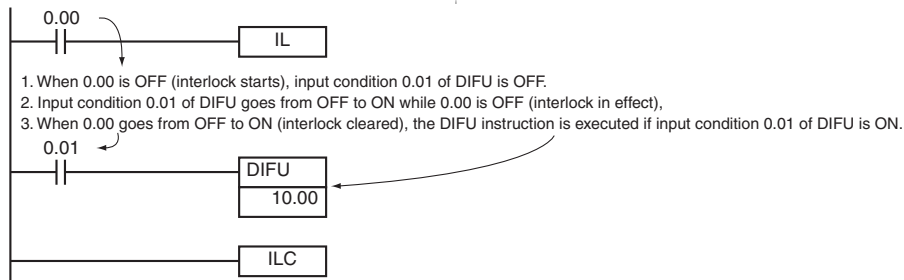 0.00
IL
1. When 0.00 is OFF (interlock starts), input condition 0.01 of DIFU is OFF.
2. Input condition 0.01 of DIFU goes from OFF to ON while 0.00 is OFF (interlock in effect),
3. When 0.00 goes from OFF to ON (interlock cleared), the DIFU instruction is executed if input condition 0.01 of DIFU is ON.
0.01
DIFU
10.00
ILC